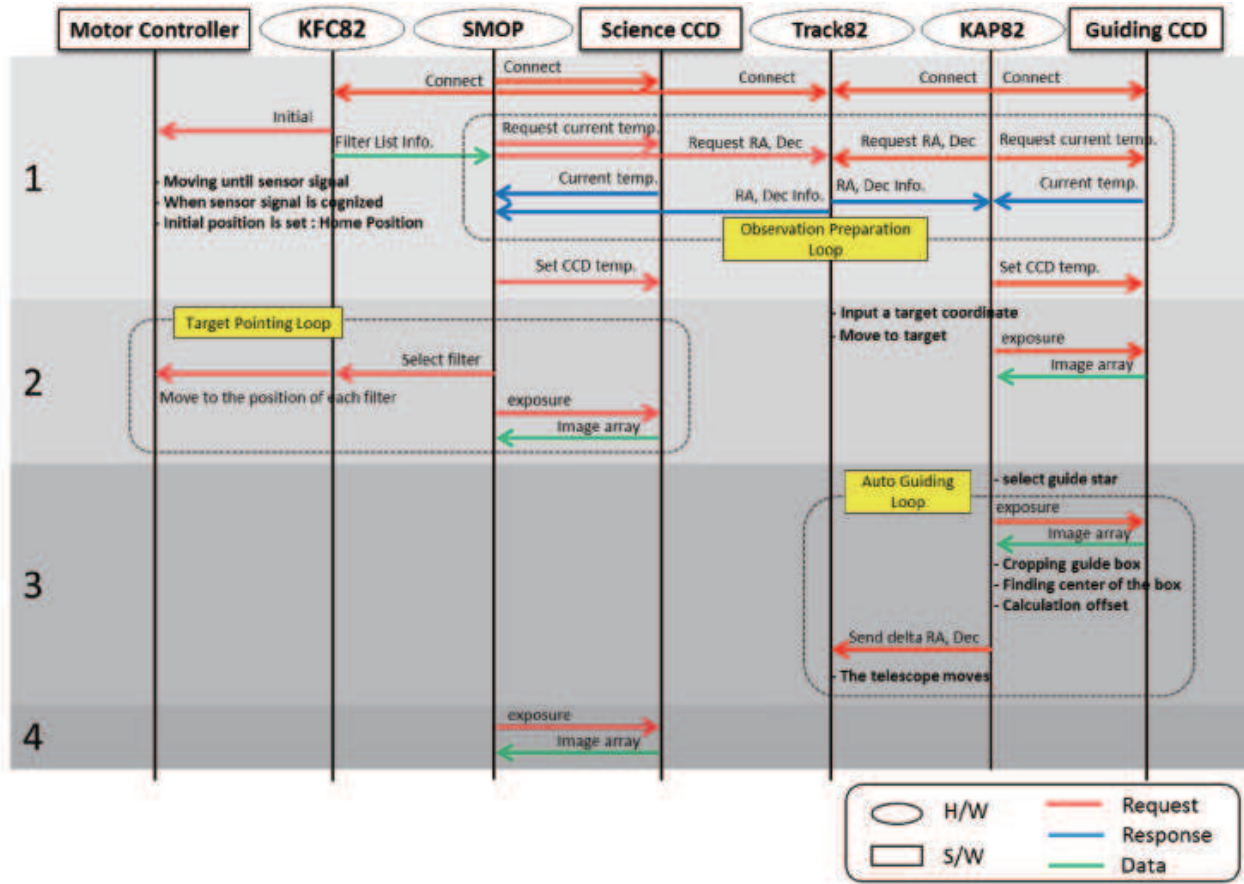 Motor Controller
KFC82
SMOP
Science CCD
Track82
KAP82
Guiding CCD
1
Connect
Connect
Connect
Connect
Connect
Initial
Filter List Info.
Request current temp.
Request RA, Dec
Request RA, Dec
Request current temp.
- Moving until sensor signal
- When sensor signal is cognized
- Initial position is set : Home Position
Current temp.
RA, Dec Info.
RA, Dec Info.
Current temp.
Observation Preparation
Loop
Set CCD temp.
Set CCD temp.
2
Target Pointing Loop
- Input a target coordinate
- Move to target
Select filter
exposure
Image array
Move to the position of each filter
exposure
Image array
3
Auto Guiding
Loop
- select guide star
exposure
Image array
- Cropping guide box
- Finding center of the box
- Calculation offset
Send delta RA, Dec
- The telescope moves
4
exposure
Image array
H/W
S/W
Request
Response
Data